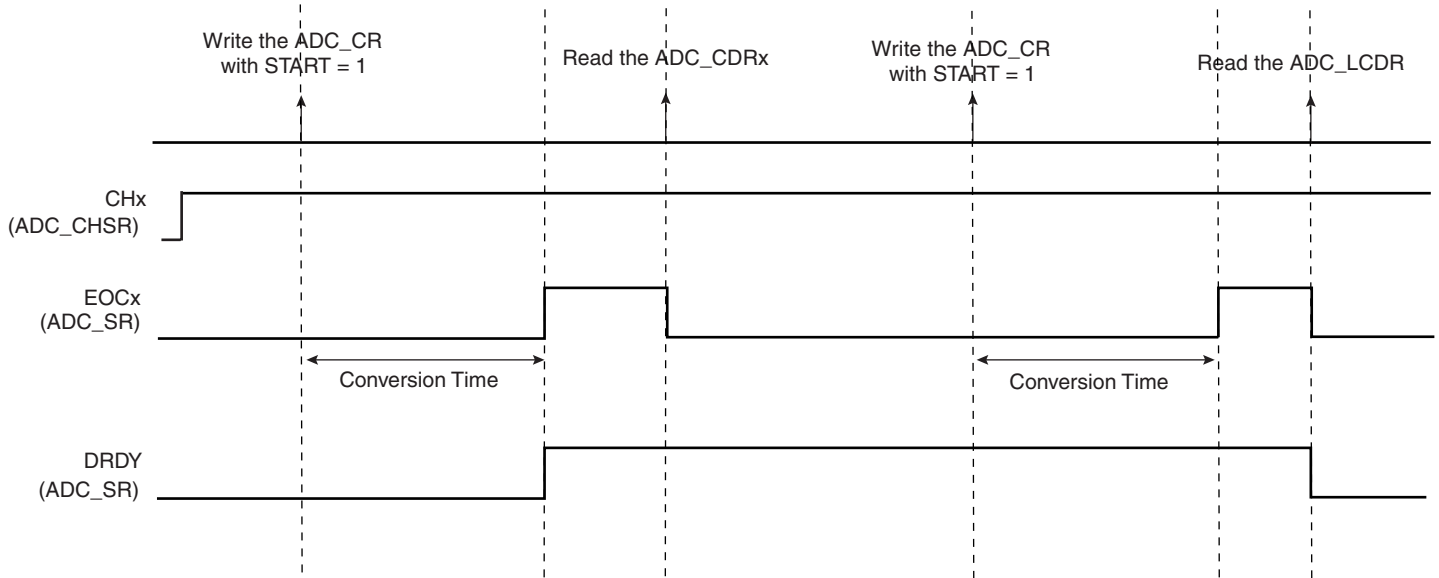 Write the ADC_CR
with START = 1
Read the ADC_CDRx
Write the ADC_CR
with START = 1
Read the ADC_LCDR
CHx
(ADC_CHSR)
EOCx
(ADC_SR)
Conversion Time
Conversion Time
DRDY
(ADC_SR)